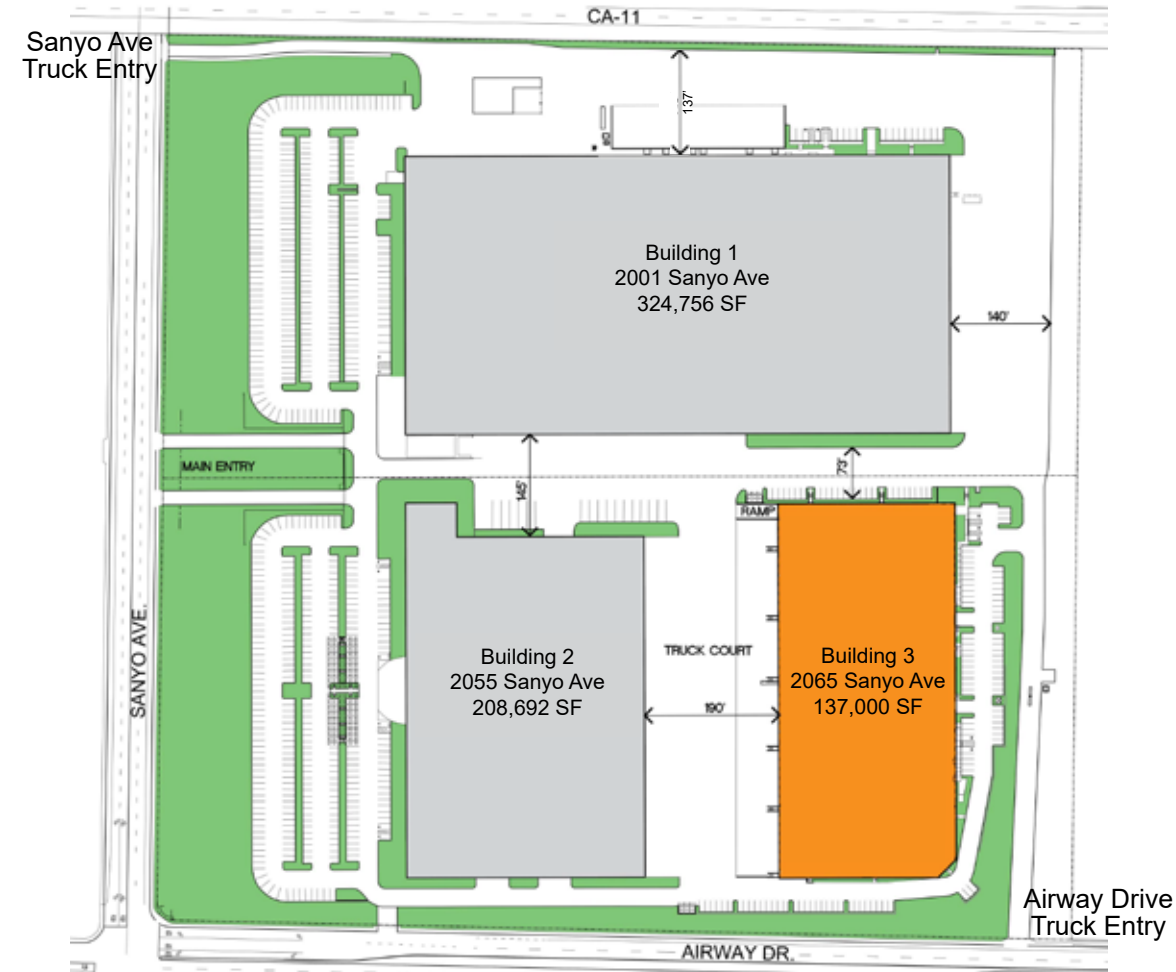 CA-11
Sanyo Ave
Truck Entry
137'
Building 1
2001 Sanyo Ave
324,756 SF
140'
MAIN ENTRY
145'
73'
RAMP
SANYO AVE.
TRUCK COURT
Building 2
2055 Sanyo Ave
208,692 SF
190'
Building 3
2065 Sanyo Ave
137,000 SF
Airway Drive
Truck Entry
AIRWAY DR.